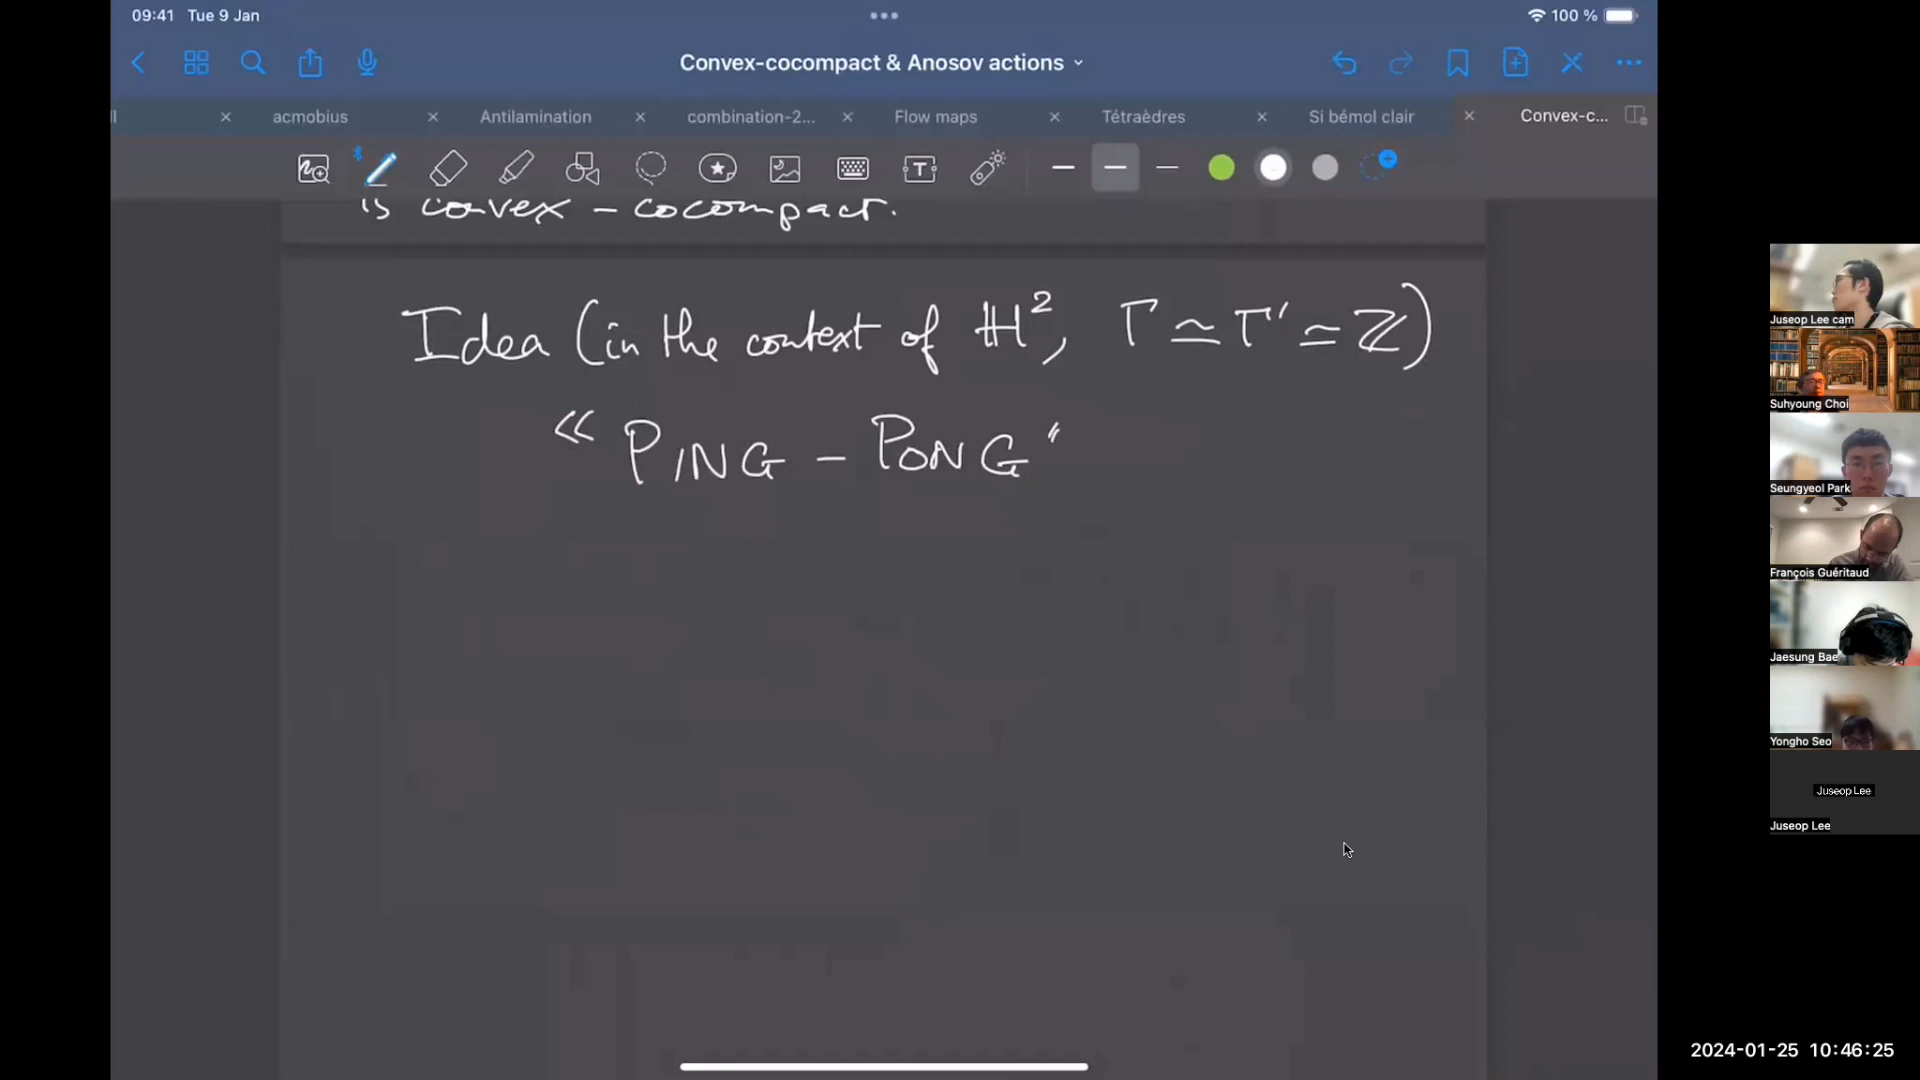 09:41 Tue 9 Jan
100 %
Convex-cocompact & Anosov actions
acmobius
Antilamination
combination-2...
Flow maps
Tétraèdres
Si bémol clair
Convex-c...
is convex - cocompact.
Idea (in the context of ℍ², Γ ≃ Γ' ≃ ℤ)
« PING - PONG "
Juseop Lee cam
Suhyoung Choi
Seungyeol Park
François Guéritaud
Jaesung Bae
Yongho Seo
Juseop Lee
Juseop Lee
2024-01-25 10:46:25